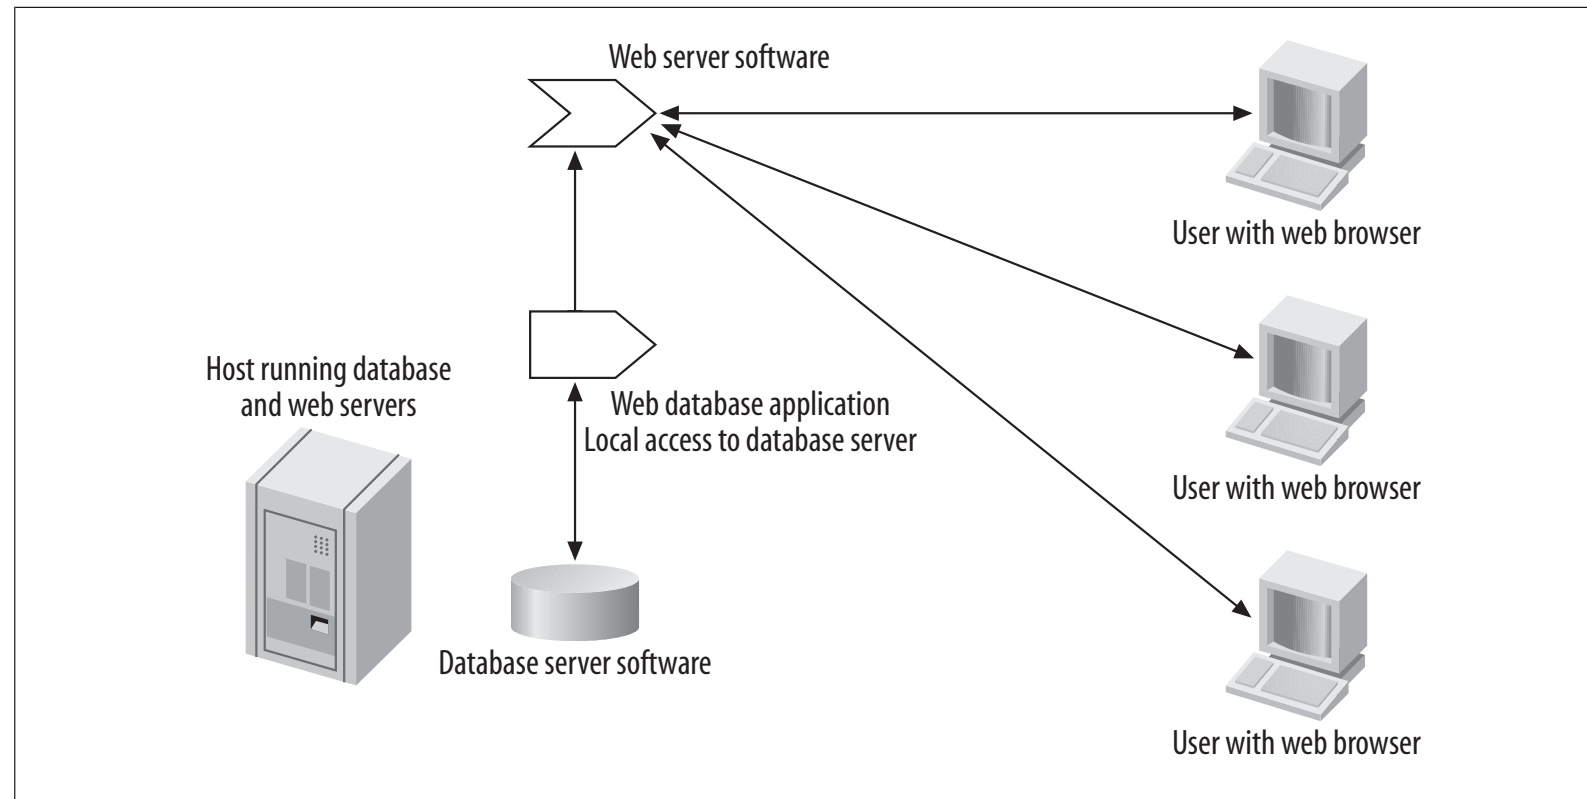 Web server software
User with web browser
Host running database
and web servers
Web database application
Local access to database server
User with web browser
Database server software
User with web browser